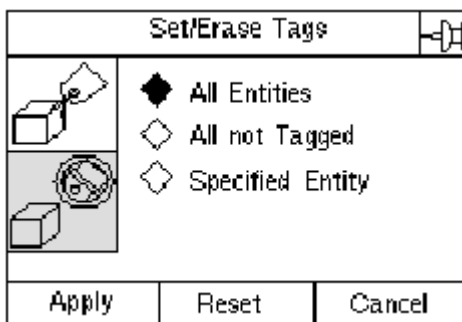 Set/Erase Tags
All Entities
All not Tagged
Specified Entity
Apply Reset Cancel